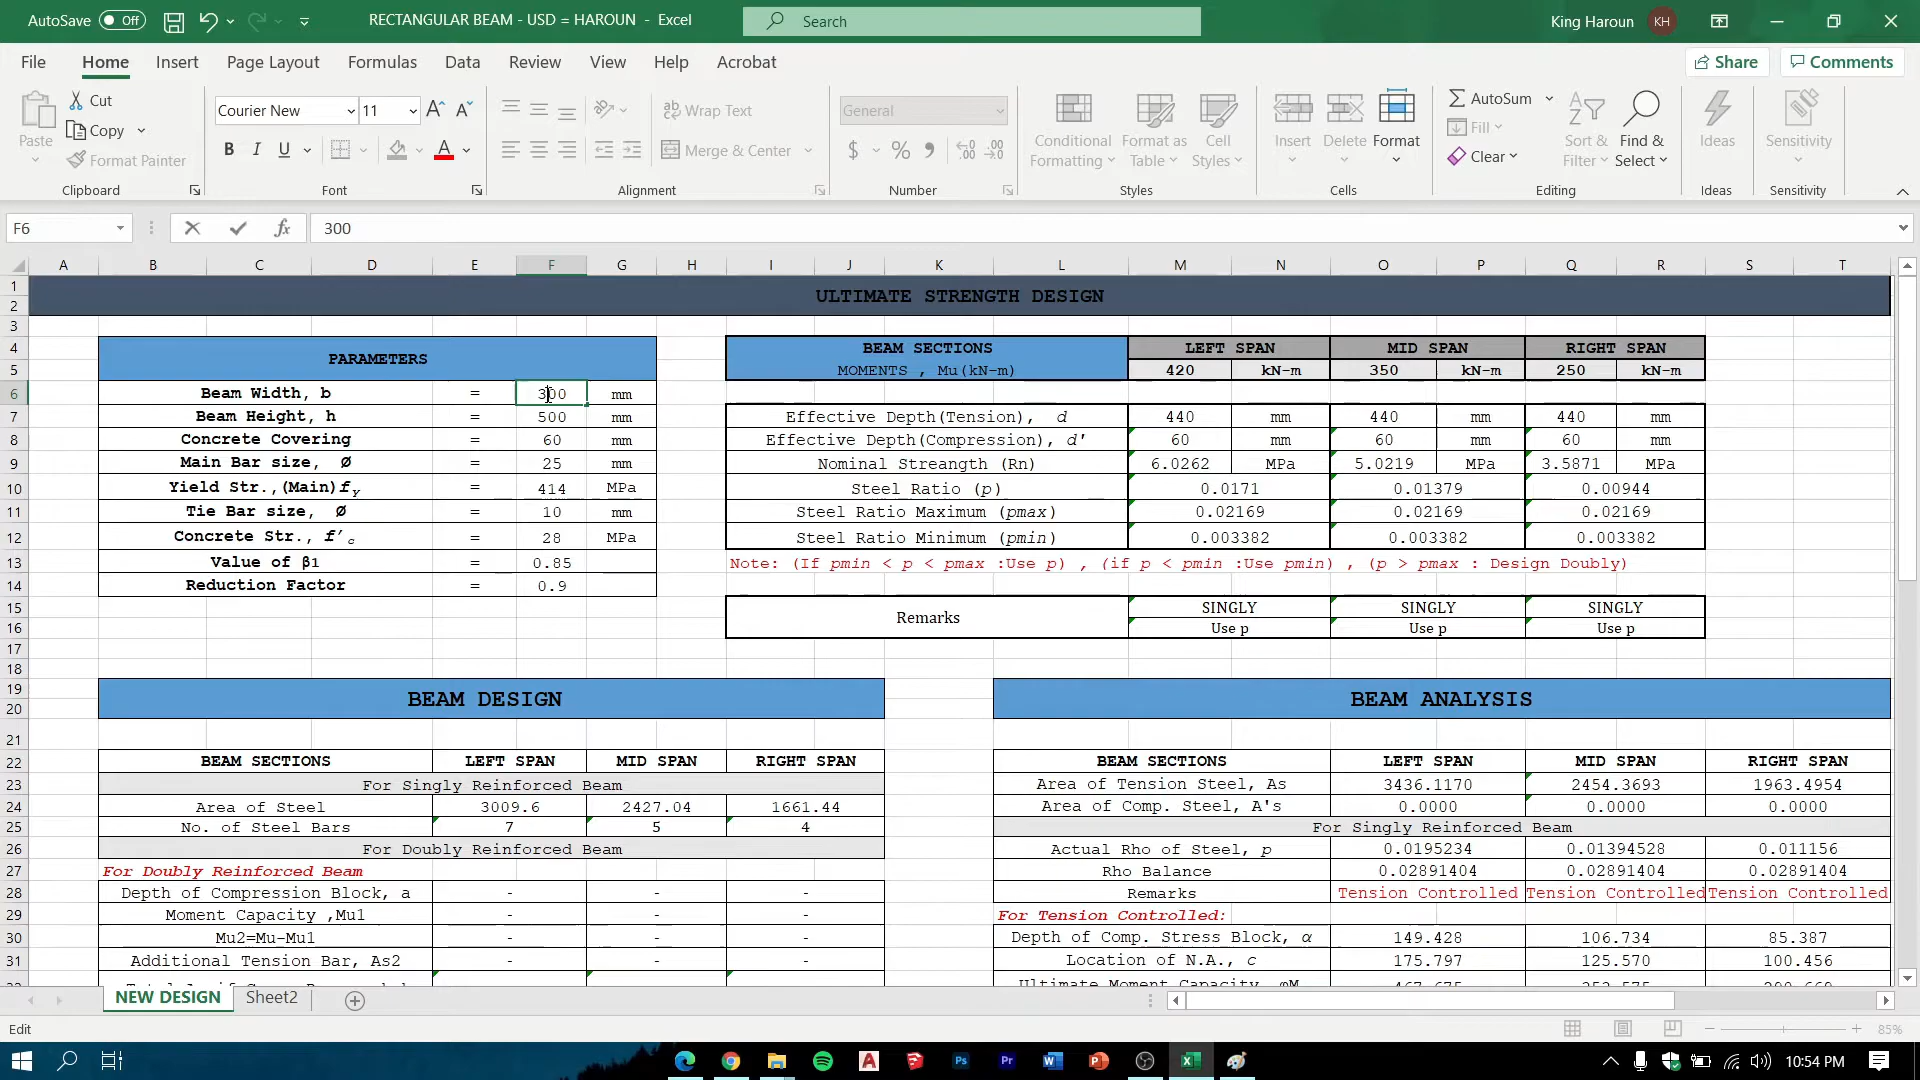 AutoSave Off RECTANGULAR BEAM - USD = HAROUN - Excel Search King Haroun KH
File Home Insert Page Layout Formulas Data Review View Help Acrobat Share Comments
Paste Cut Copy Format Painter Clipboard
Courier New 11 B I U A Font
Wrap Text Merge & Center Alignment
General $ % 9 Number
Conditional Formatting Format as Table Cell Styles Styles
Insert Delete Format Cells
AutoSum Fill Clear Sort & Filter Find & Select Editing
Ideas Ideas
Sensitivity Sensitivity
F6 fx 300
A B C D E F G H I J K L M N O P Q R S T
1
2 ULTIMATE STRENGTH DESIGN
3
4 PARAMETERS BEAM SECTIONS LEFT SPAN MID SPAN RIGHT SPAN
5 MOMENTS , Mu(kN-m) 420 kN-m 350 kN-m 250 kN-m
6 Beam Width, b = 300 mm
7 Beam Height, h = 500 mm Effective Depth(Tension), d 440 mm 440 mm 440 mm
8 Concrete Covering = 60 mm Effective Depth(Compression), d' 60 mm 60 mm 60 mm
9 Main Bar size, Ø = 25 mm Nominal Streangth (Rn) 6.0262 MPa 5.0219 MPa 3.5871 MPa
10 Yield Str.,(Main)fY = 414 MPa Steel Ratio (p) 0.0171 0.01379 0.00944
11 Tie Bar size, Ø = 10 mm Steel Ratio Maximum (pmax) 0.02169 0.02169 0.02169
12 Concrete Str., f'c = 28 MPa Steel Ratio Minimum (pmin) 0.003382 0.003382 0.003382
13 Value of β1 = 0.85 Note: (If pmin < p < pmax :Use p) , (if p < pmin :Use pmin) , (p > pmax : Design Doubly)
14 Reduction Factor = 0.9
15 Remarks SINGLY SINGLY SINGLY
16 Use p Use p Use p
17
18
19 BEAM DESIGN BEAM ANALYSIS
20
21
22 BEAM SECTIONS LEFT SPAN MID SPAN RIGHT SPAN BEAM SECTIONS LEFT SPAN MID SPAN RIGHT SPAN
23 For Singly Reinforced Beam Area of Tension Steel, As 3436.1170 2454.3693 1963.4954
24 Area of Steel 3009.6 2427.04 1661.44 Area of Comp. Steel, A's 0.0000 0.0000 0.0000
25 No. of Steel Bars 7 5 4 For Singly Reinforced Beam
26 For Doubly Reinforced Beam Actual Rho of Steel, p 0.0195234 0.01394528 0.011156
27 For Doubly Reinforced Beam Rho Balance 0.02891404 0.02891404 0.02891404
28 Depth of Compression Block, a - - - Remarks Tension Controlled Tension Controlled Tension Controlled
29 Moment Capacity ,Mu1 - - - For Tension Controlled:
30 Mu2=Mu-Mu1 - - - Depth of Comp. Stress Block, α 149.428 106.734 85.387
31 Additional Tension Bar, As2 - - - Location of N.A., c 175.797 125.570 100.456
Ultimate Moment Capacity
NEW DESIGN Sheet2
Edit 85%
10:54 PM